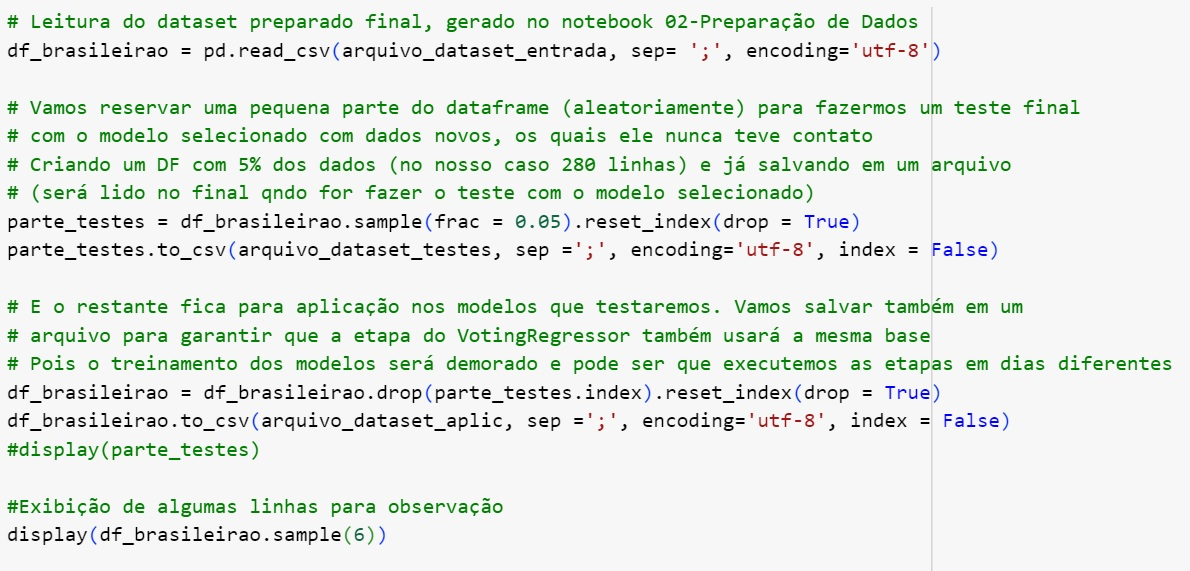 # Leitura do dataset preparado final, gerado no notebook 02-Preparação de Dados
df_brasileirao = pd.read_csv(arquivo_dataset_entrada, sep= ';', encoding='utf-8')
# Vamos reservar uma pequena parte do dataframe (aleatoriamente) para fazermos um teste final
# com o modelo selecionado com dados novos, os quais ele nunca teve contato
# Criando um DF com 5% dos dados (no nosso caso 280 linhas) e já salvando em um arquivo
# (será lido no final qndo for fazer o teste com o modelo selecionado)
parte_testes = df_brasileirao.sample(frac = 0.05).reset_index(drop = True)
parte_testes.to_csv(arquivo_dataset_testes, sep =';', encoding='utf-8', index = False)
# E o restante fica para aplicação nos modelos que testaremos. Vamos salvar também em um
# arquivo para garantir que a etapa do VotingRegressor também usará a mesma base
# Pois o treinamento dos modelos será demorado e pode ser que executemos as etapas em dias diferentes
df_brasileirao = df_brasileirao.drop(parte_testes.index).reset_index(drop = True)
df_brasileirao.to_csv(arquivo_dataset_aplic, sep =';', encoding='utf-8', index = False)
#display(parte_testes)
#Exibição de algumas linhas para observação
display(df_brasileirao.sample(6))